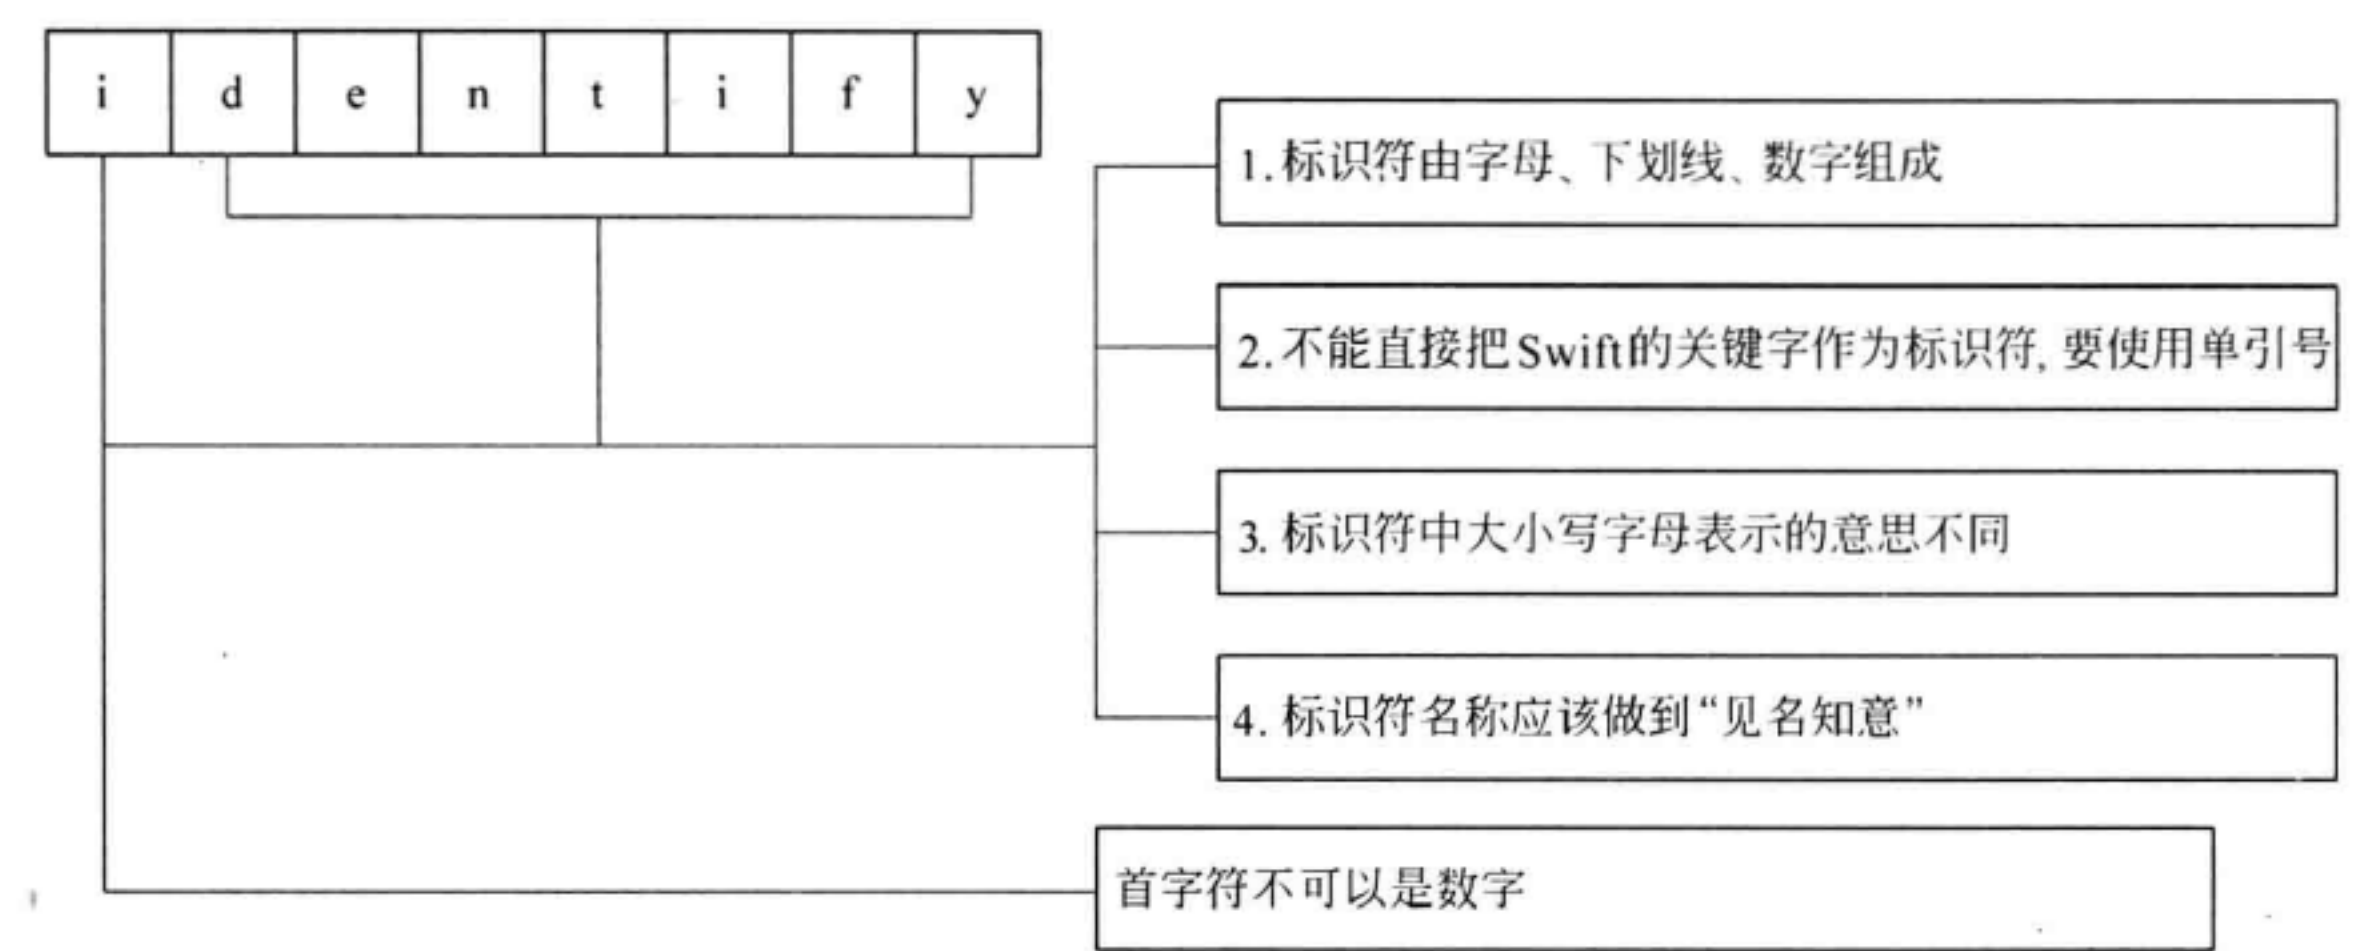 i d e n t i f y
1.标识符由字母、下划线、数字组成
2.不能直接把Swift的关键字作为标识符,要使用单引号
3.标识符中大小写字母表示的意思不同
4.标识符名称应该做到“见名知意”
首字符不可以是数字